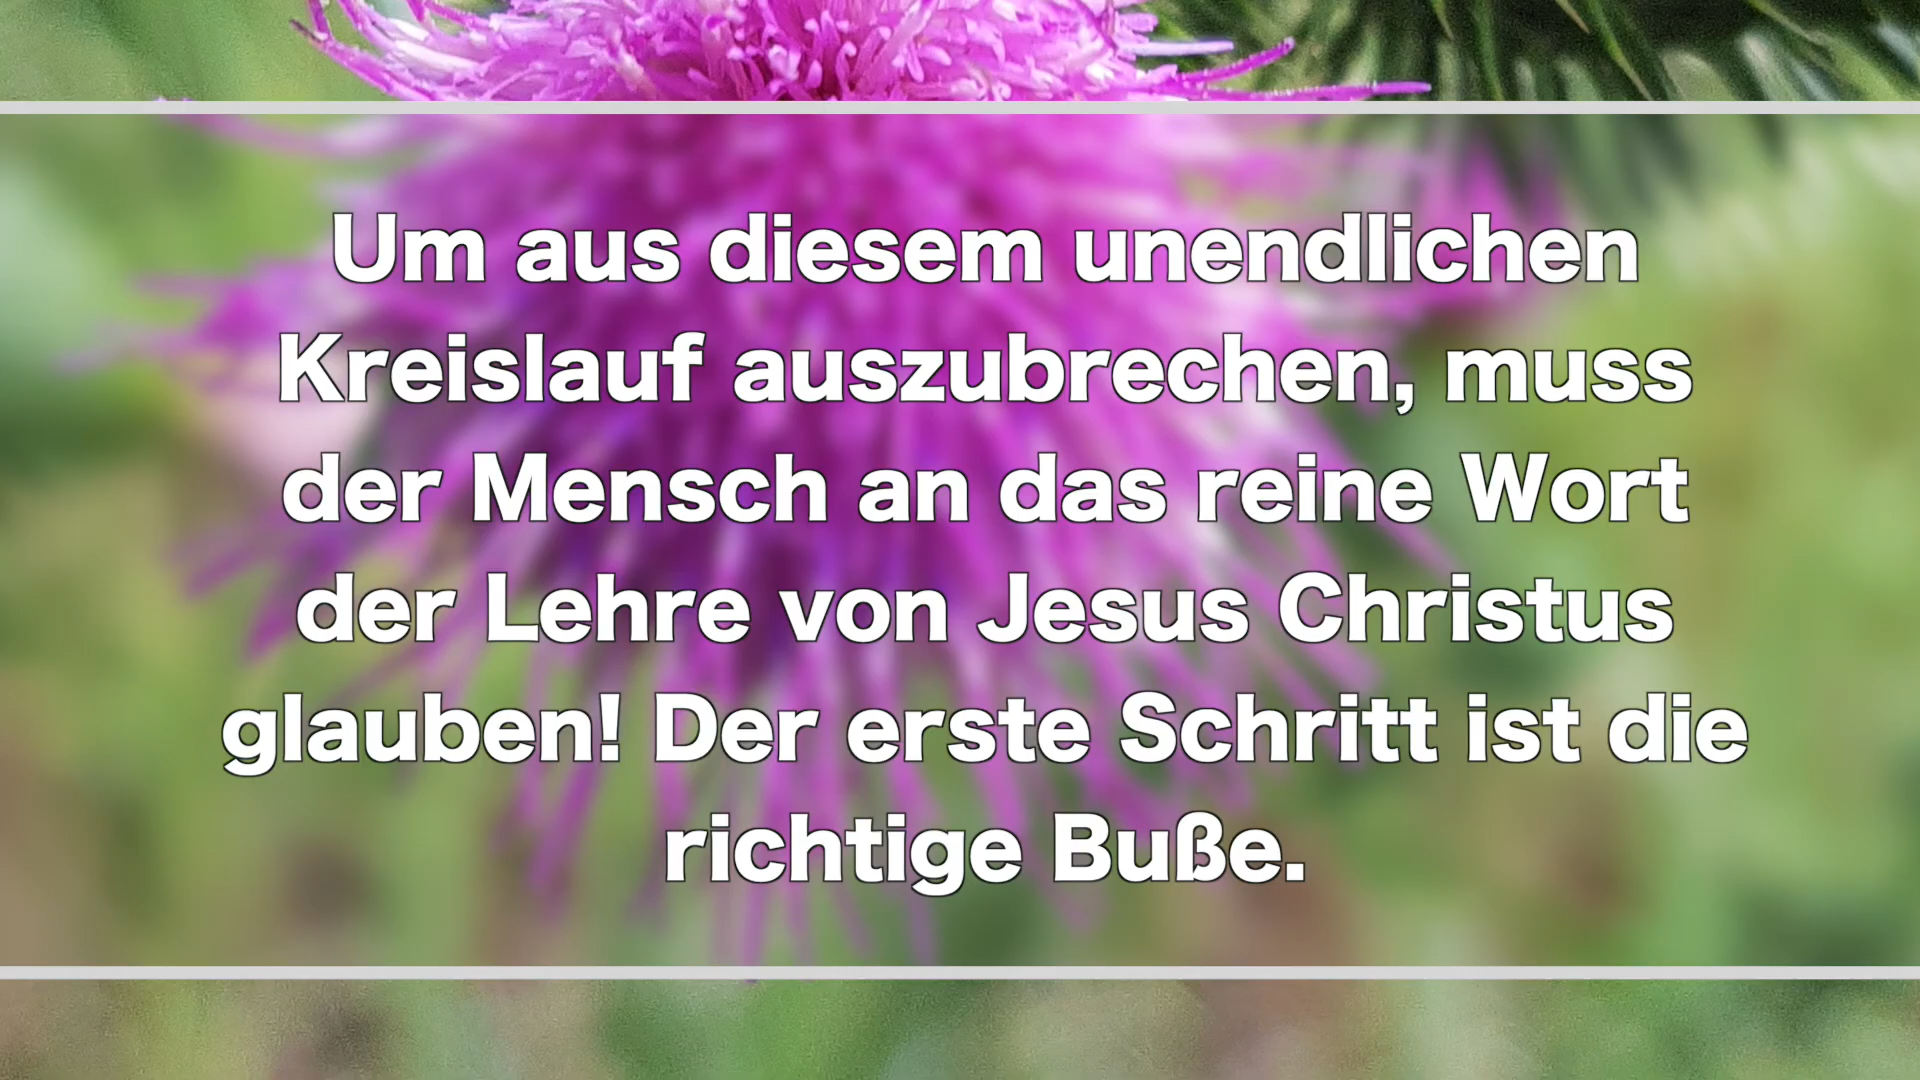 Um aus diesem unendlichen
Kreislauf auszubrechen, muss
der Mensch an das reine Wort
der Lehre von Jesus Christus
glauben! Der erste Schritt ist die
richtige Buße.